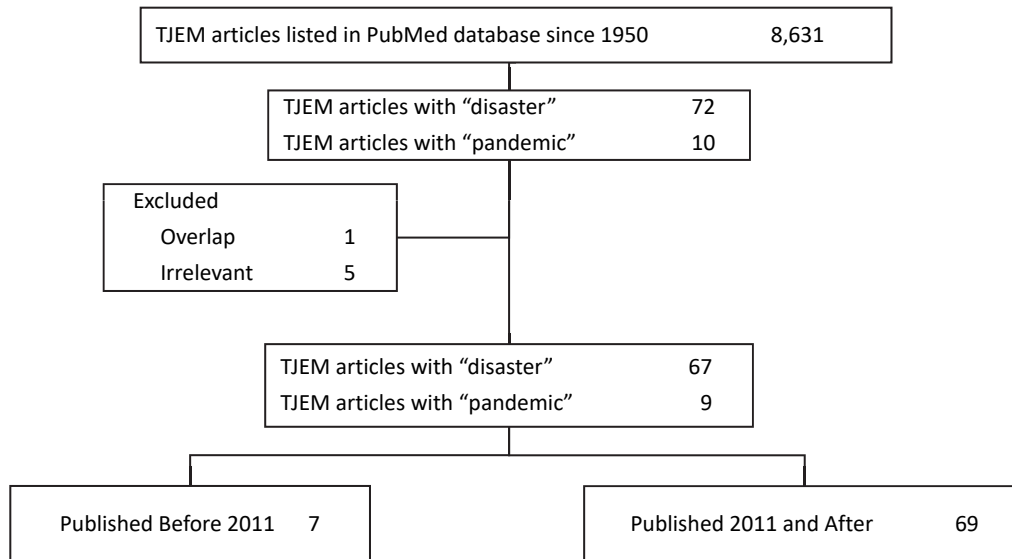 TJEM articles listed in PubMed database since 1950 8,631
TJEM articles with “disaster” 72
TJEM articles with “pandemic” 10
Excluded
Overlap 1
Irrelevant 5
TJEM articles with “disaster” 67
TJEM articles with “pandemic” 9
Published Before 2011 7
Published 2011 and After 69